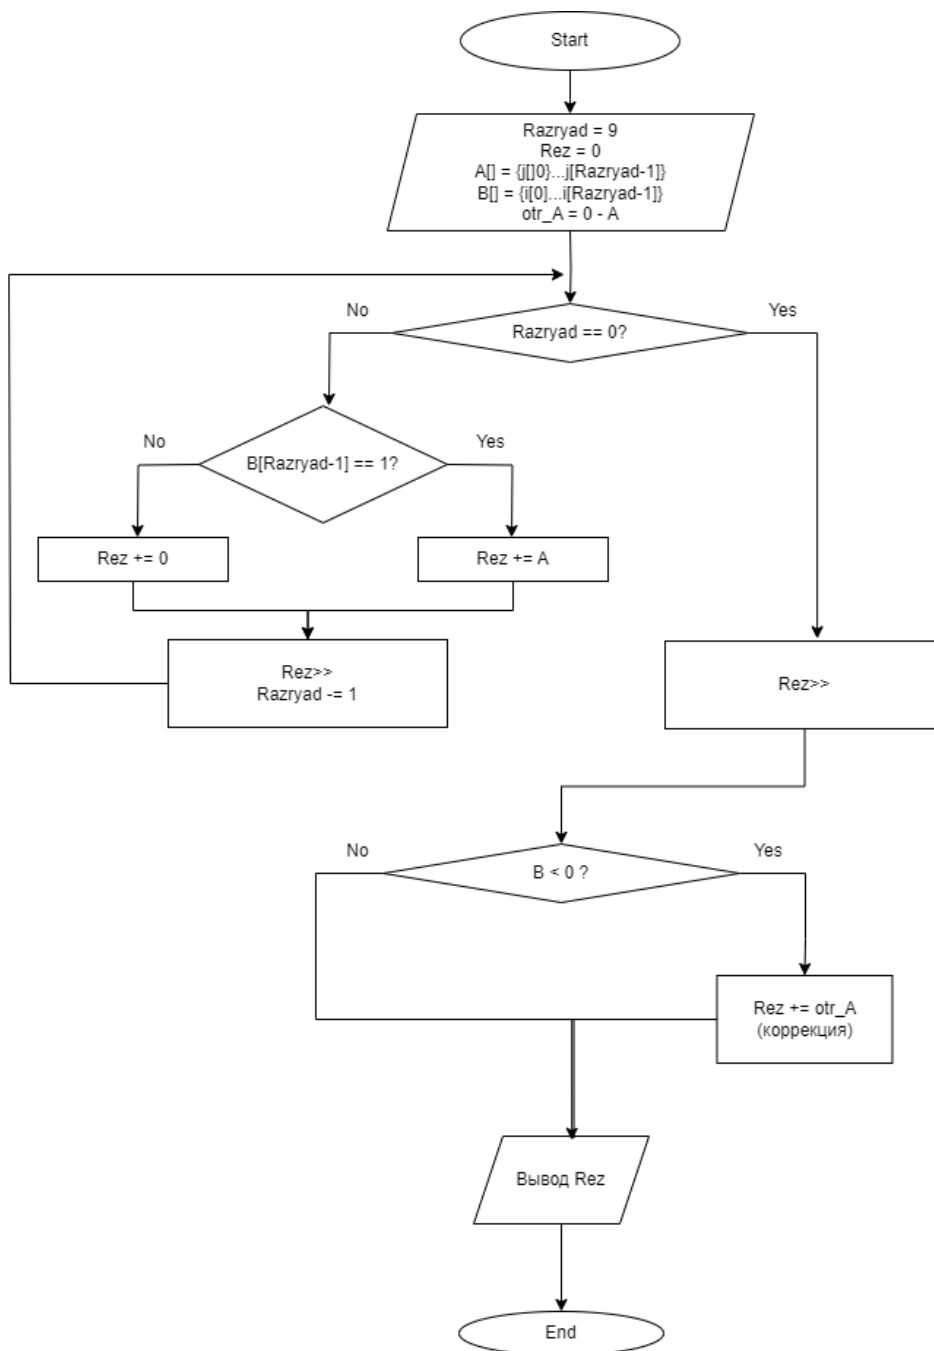 Start
Razryad = 9
Rez = 0
A[] = {j[]0}...j[Razryad-1]}
B[] = {i[0]...i[Razryad-1]}
otr_A = 0 - A
No
Yes
Razryad == 0?
No
Yes
B[Razryad-1] == 1?
Rez += 0
Rez += A
Rez>>
Razryad -= 1
Rez>>
No
Yes
B < 0 ?
Rez += otr_A
(коррекция)
Вывод Rez
End